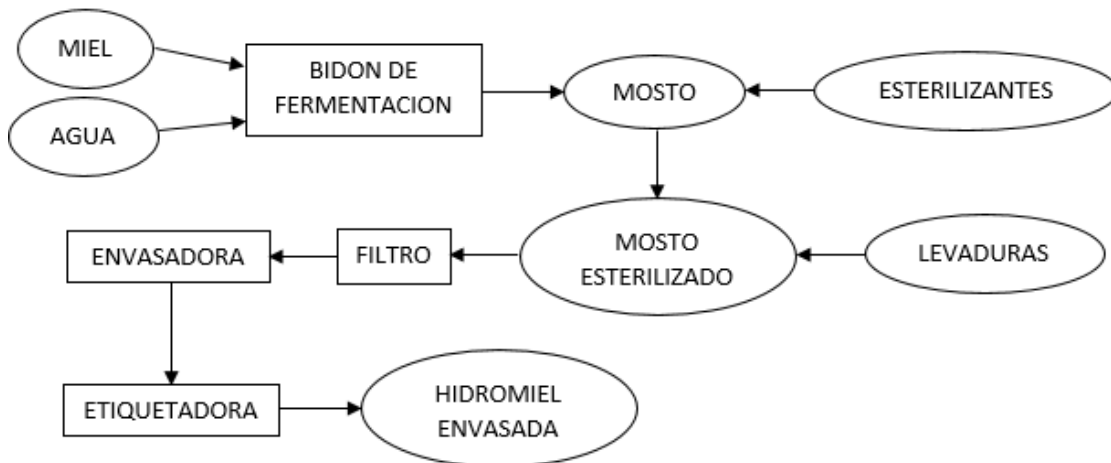 MIEL
AGUA
BIDON DE
FERMENTACION
MOSTO
ESTERILIZANTES
MOSTO
ESTERILIZADO
LEVADURAS
FILTRO
ENVASADORA
ETIQUETADORA
HIDROMIEL
ENVASADA